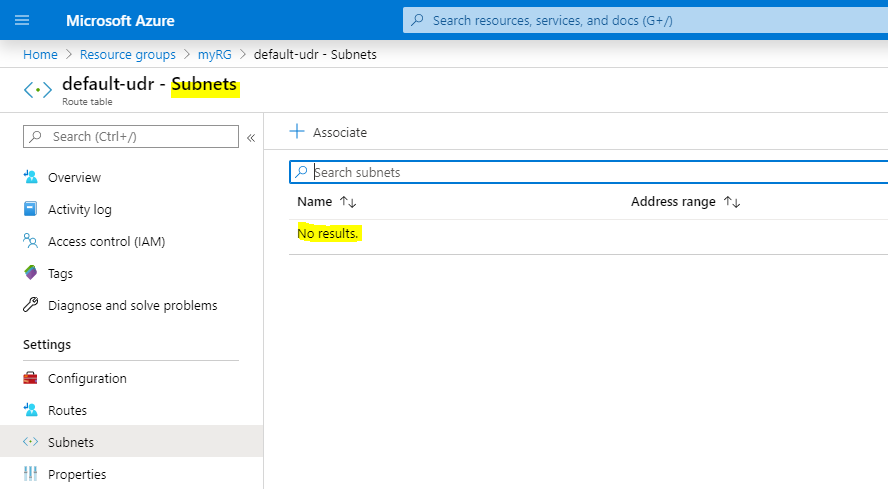 Microsoft Azure
Search resources, services, and docs (G+/)
Home > Resource groups > myRG > default-udr - Subnets
default-udr - Subnets
Route table
Search (Ctrl+/)
«
Overview
Activity log
Access control (IAM)
Tags
Diagnose and solve problems
Settings
Configuration
Routes
Subnets
Properties
+ Associate
Search subnets
Name ↑↓ Address range ↑↓
No results.